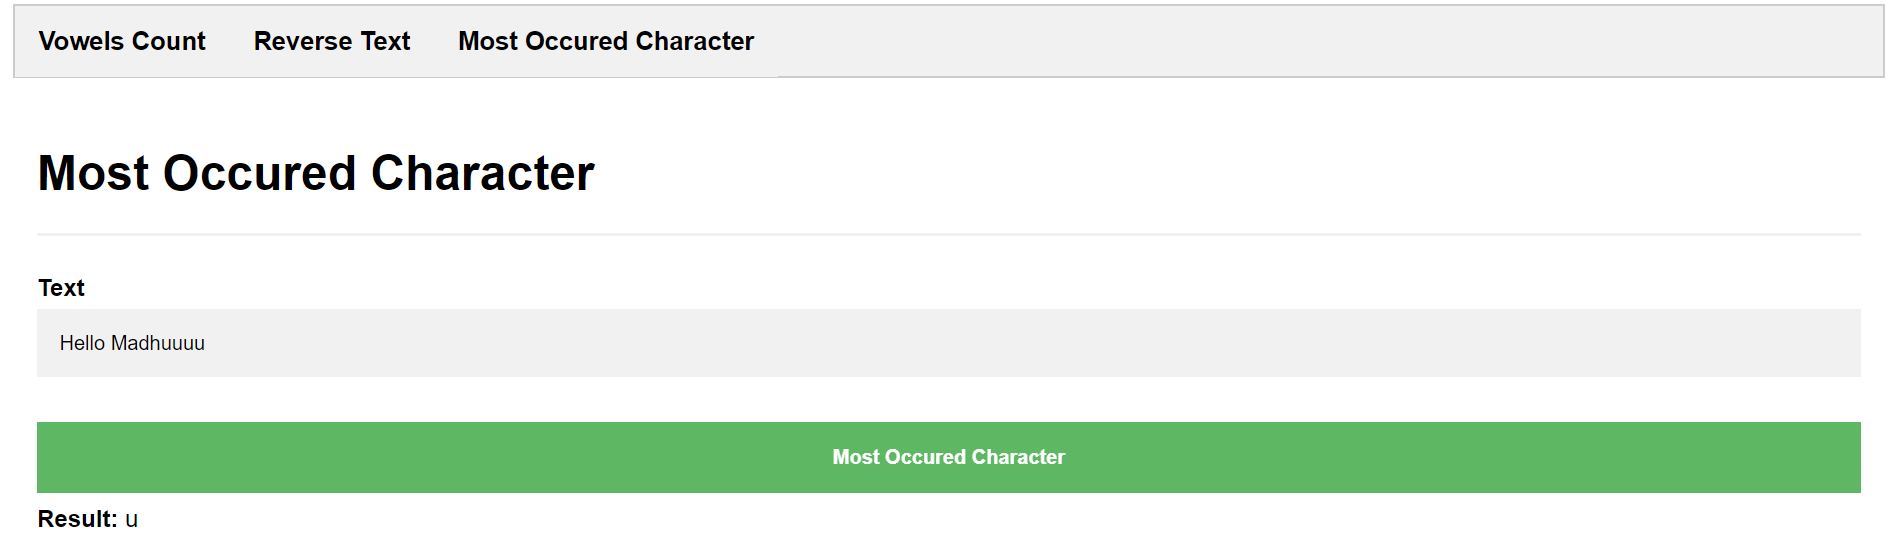 Vowels Count Reverse Text Most Occured Character
Most Occured Character
Text
Hello Madhuuuu
Most Occured Character
Result: u